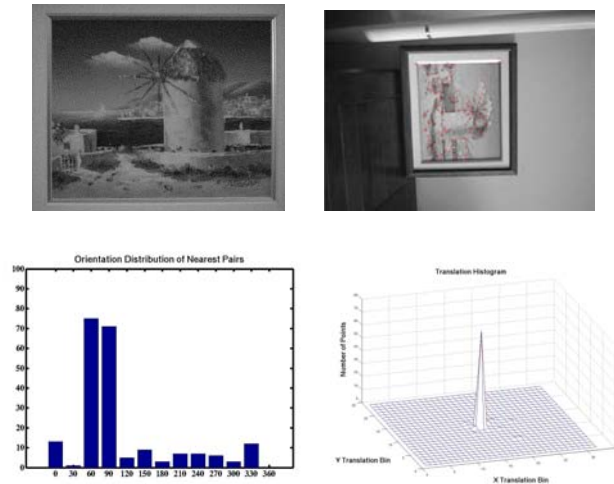 Orientation Distribution of Nearest Pairs
100
90
80
70
60
50
40
30
20
10
0
0 30 60 90 120 150 180 210 240 270 300 330 360
Translation Histogram
Number of Points
Y Translation Bin
X Translation Bin